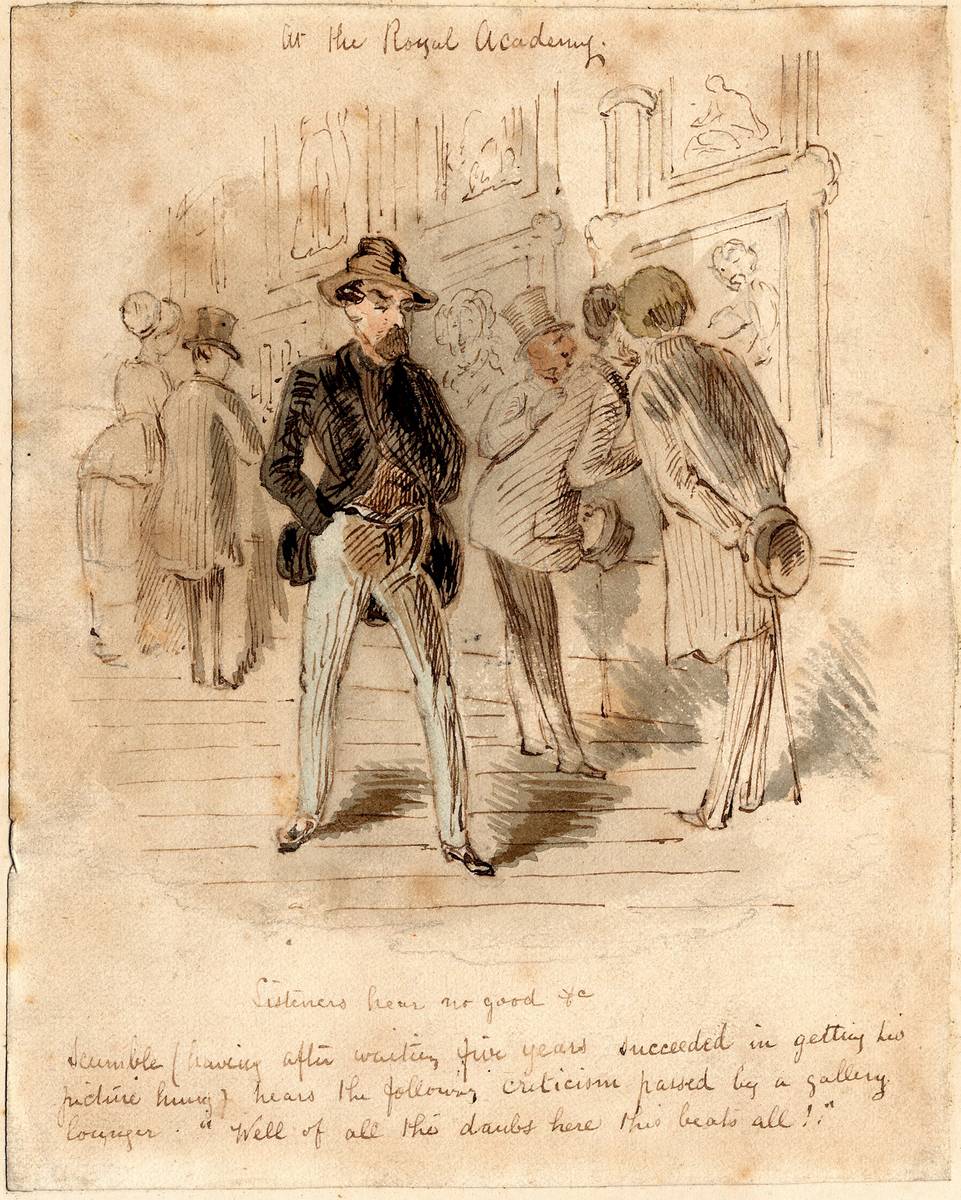 At the Royal Academy.
Listeners hear no good &c
Scumble (having after waiting five years succeeded in getting his
picture hung) hears the following criticism passed by a gallery
lounger. "Well of all the daubs here this beats all!."